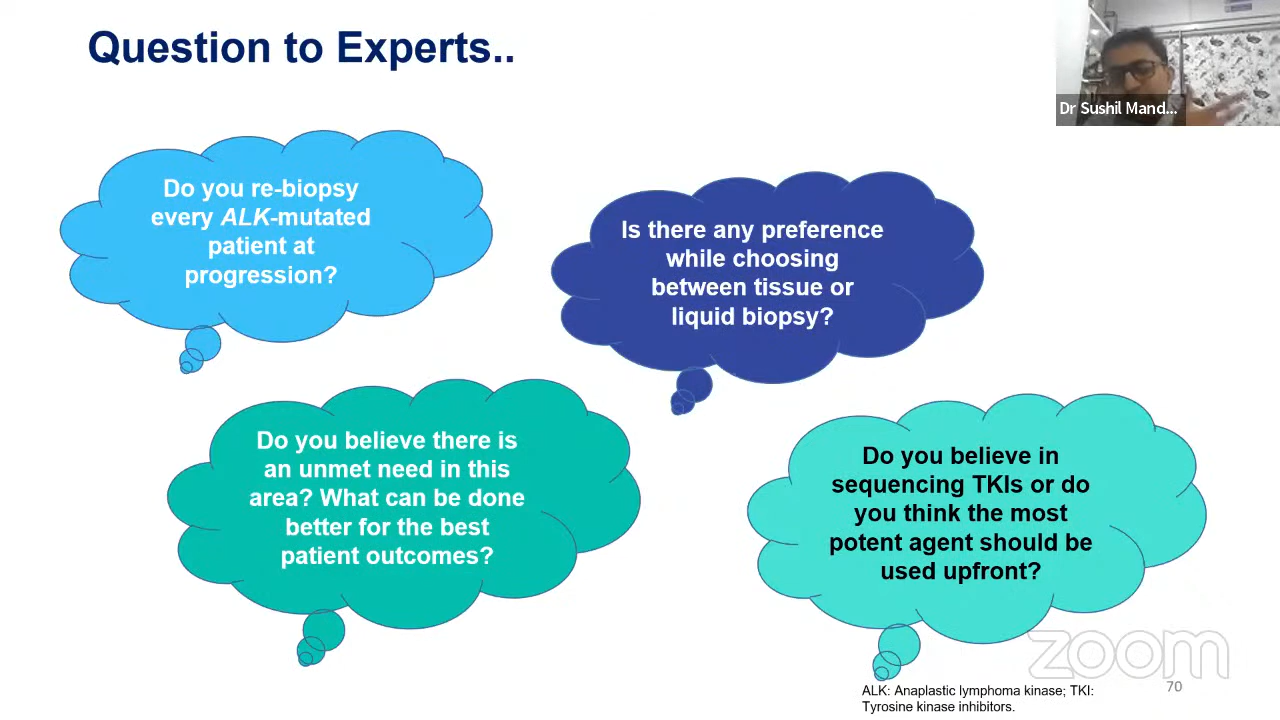 Question to Experts..
Dr Sushil Mand...
Do you re-biopsy
every ALK-mutated
patient at
progression?
Is there any preference
while choosing
between tissue or
liquid biopsy?
Do you believe there is
an unmet need in this
area? What can be done
better for the best
patient outcomes?
Do you believe in
sequencing TKIs or do
you think the most
potent agent should be
used upfront?
zoom
70
ALK: Anaplastic lymphoma kinase; TKI:
Tyrosine kinase inhibitors.